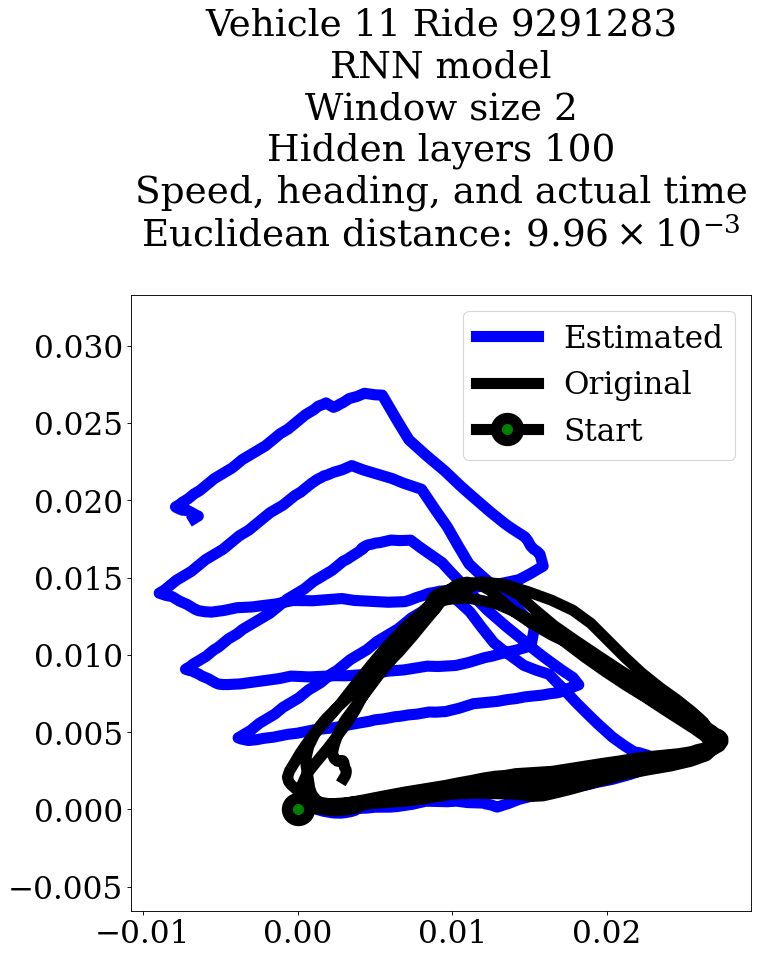 Vehicle 11 Ride 9291283
RNN model
Window size 2
Hidden layers 100
Speed, heading, and actual time
Euclidean distance: 9.96 × 10⁻³
Estimated
Original
Start
0.030
0.025
0.020
0.015
0.010
0.005
0.000
−0.005
−0.01 0.00 0.01 0.02